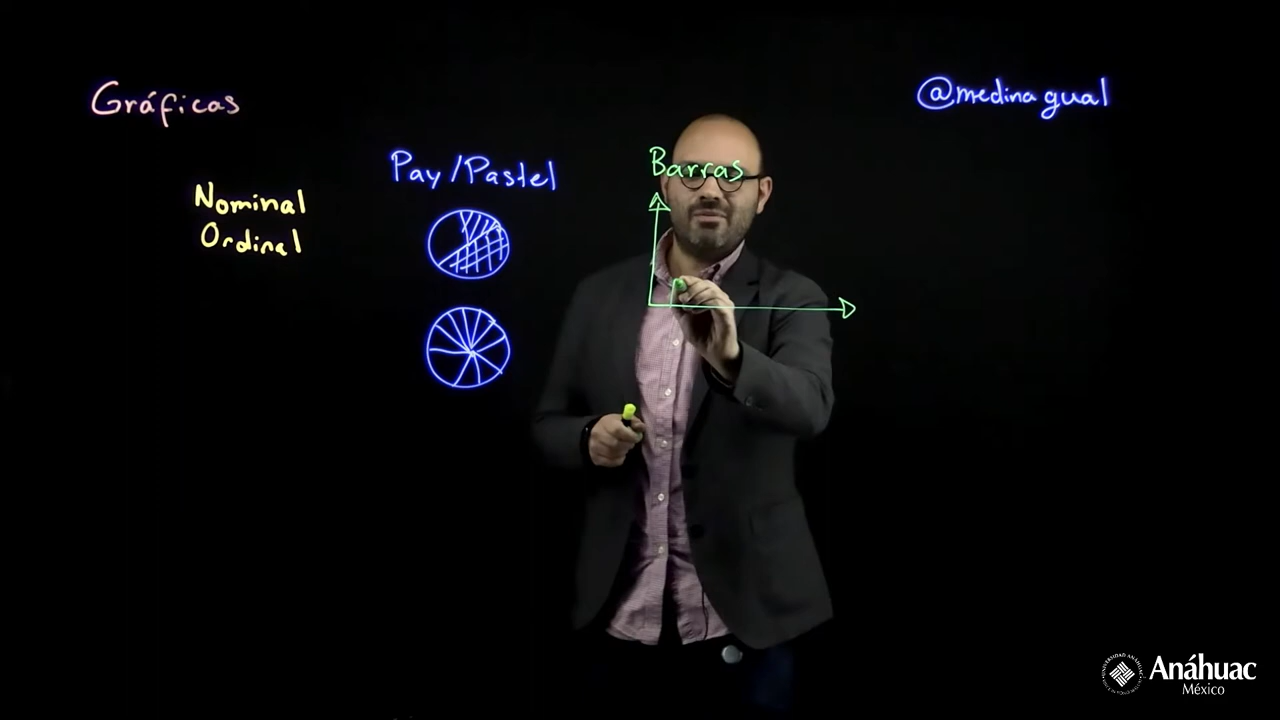 Gráficas
@medinagual
Pay/Pastel
Barras
Nominal
Ordinal
Anáhuac
México